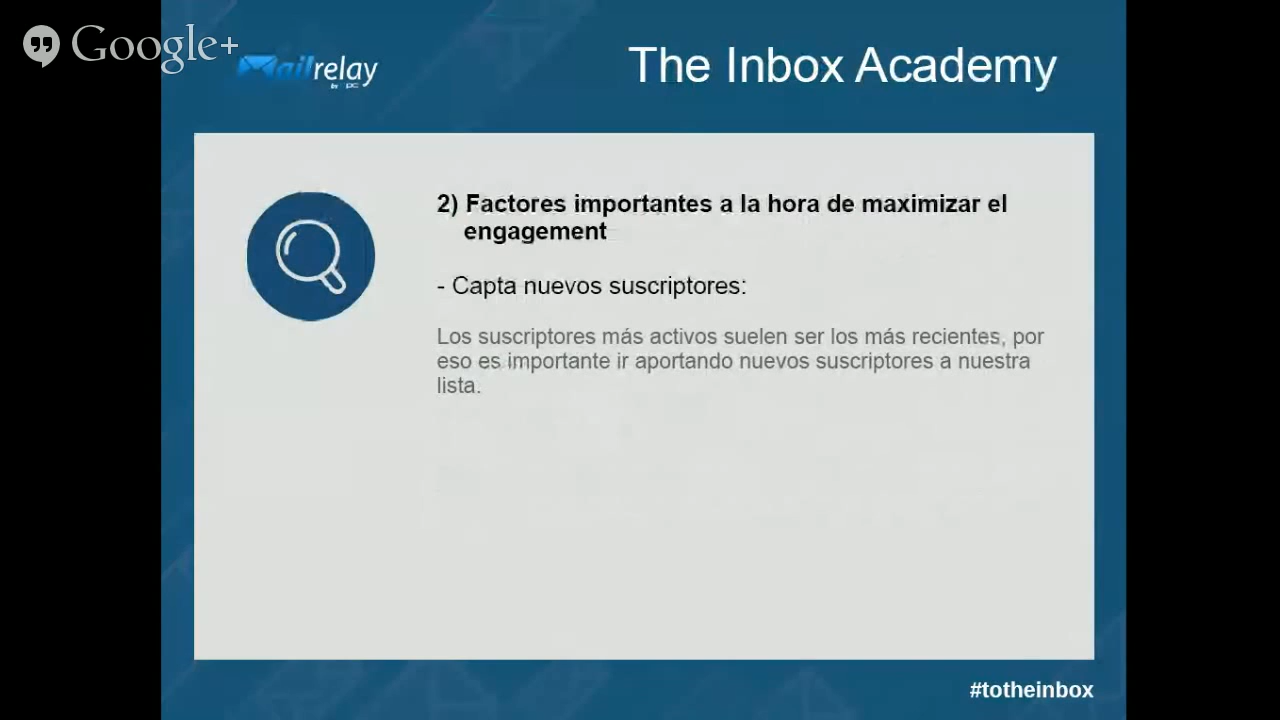 Google+
Mailrelay
The Inbox Academy
2) Factores importantes a la hora de maximizar el
engagement
- Capta nuevos suscriptores:
Los suscriptores más activos suelen ser los más recientes, por
eso es importante ir aportando nuevos suscriptores a nuestra
lista.
#totheinbox